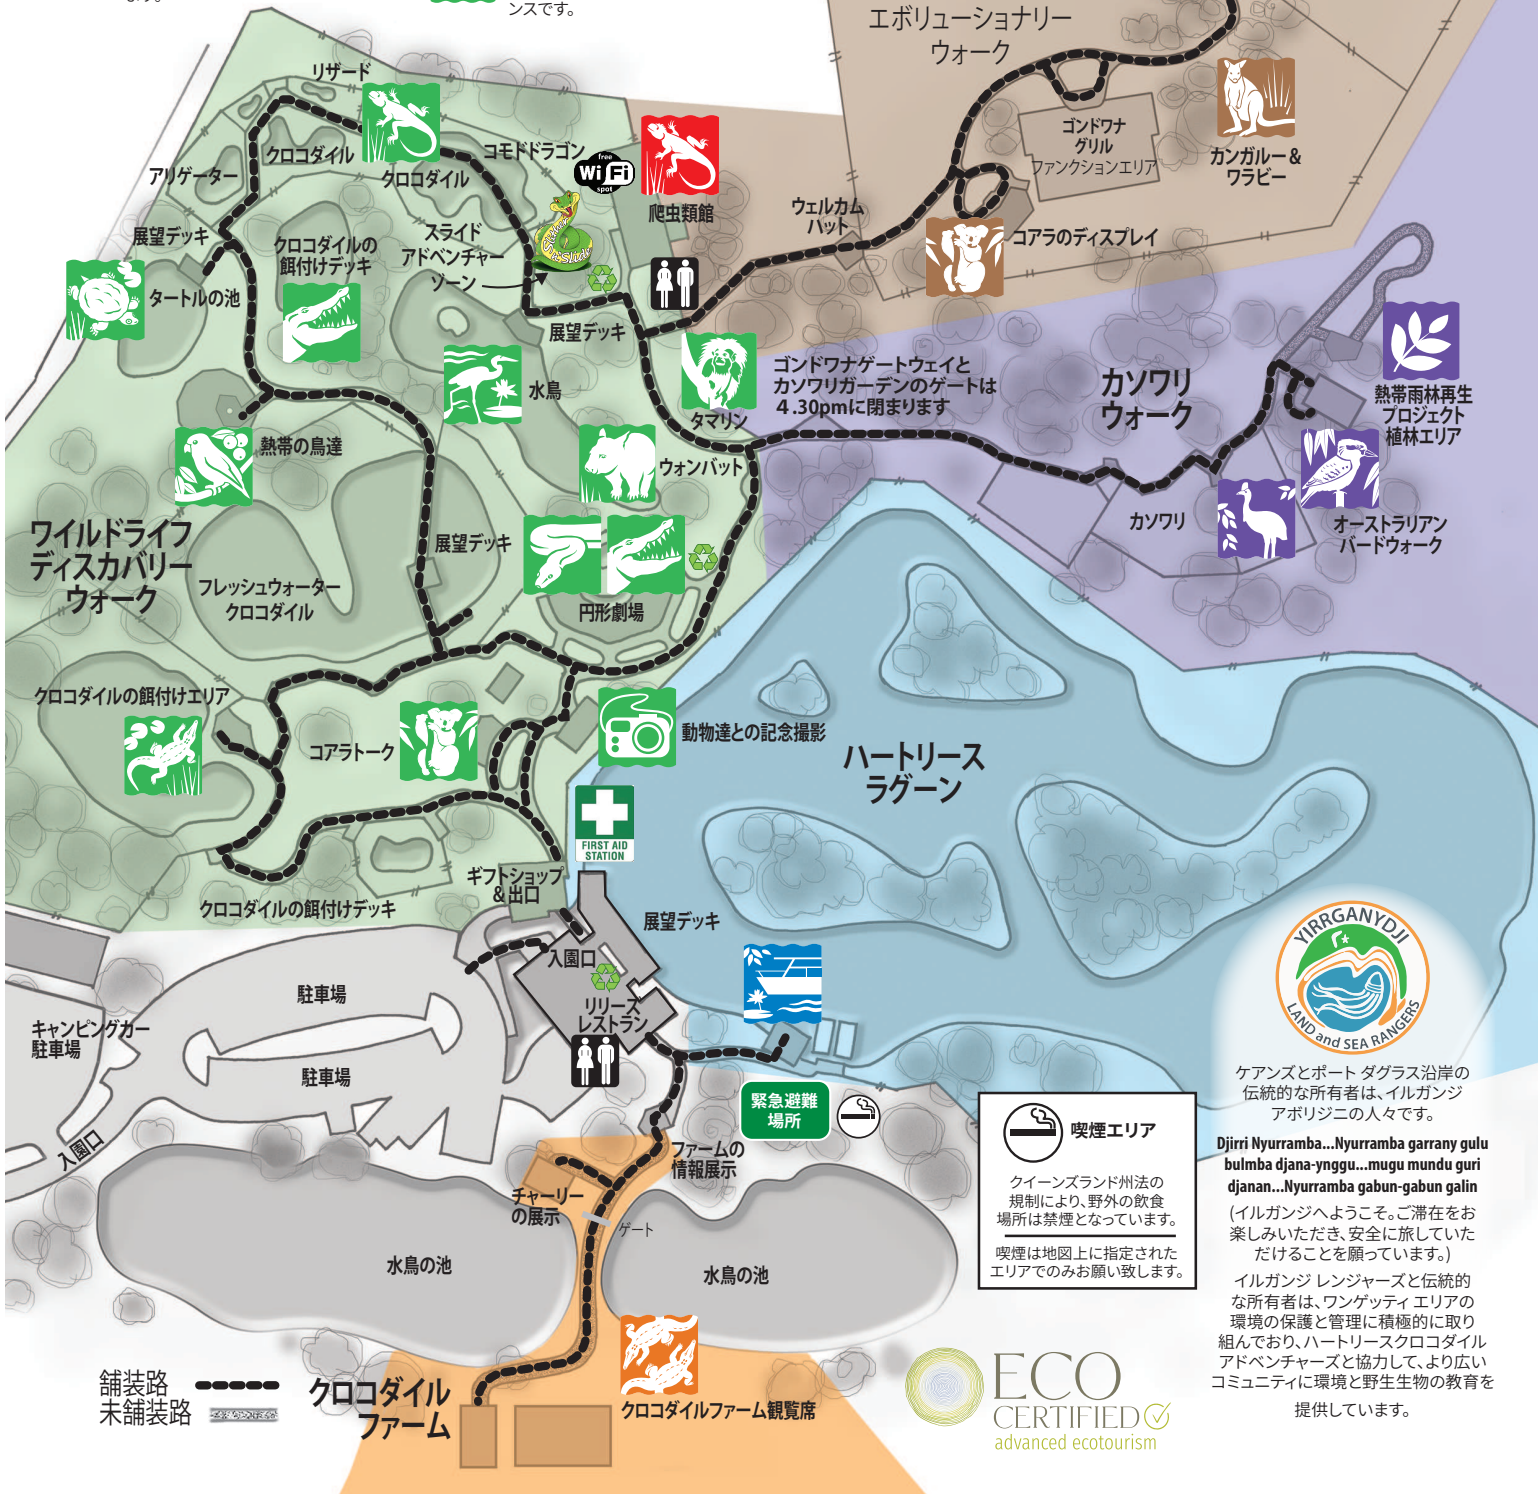 ンスです。
エボリューショナリー
ウォーク
リザード
クロコダイル
アリゲーター
クロコダイル
コモドドラゴン
free
Wi Fi
spot
爬虫類館
ゴンドワナ
グリル
ファンクションエリア
カンガルー &
ワラビー
ウェルカム
ハット
コアラのディスプレイ
展望デッキ
クロコダイルの
餌付けデッキ
スライド
アドベンチャー
ゾーン
Slither
n' Slide
タートルの池
展望デッキ
水鳥
タマリン
ゴンドワナゲートウェイと
カソワリガーデンのゲートは
4.30pmに閉まります
カソワリ
ウォーク
熱帯雨林再生
プロジェクト
植林エリア
熱帯の鳥達
ウォンバット
ワイルドライフ
ディスカバリー
ウォーク
展望デッキ
カソワリ
オーストラリアン
バードウォーク
フレッシュウォーター
クロコダイル
円形劇場
クロコダイルの餌付けエリア
コアラトーク
動物達との記念撮影
ハートリース
ラグーン
FIRST AID
STATION
ギフトショップ
&出口
クロコダイルの餌付けデッキ
展望デッキ
入園口
リリーズ
レストラン
駐車場
キャンピングカー
駐車場
駐車場
入園口
緊急避難
場所
ファームの
情報展示
チャーリー
の展示
ゲート
水鳥の池
水鳥の池
喫煙エリア
クイーンズランド州法の
規制により、野外の飲食
場所は禁煙となっています。
喫煙は地図上に指定された
エリアでのみお願い致します。
YIRRGANYDJI
LAND and SEA RANGERS
ケアンズとポート ダグラス沿岸の
伝統的な所有者は、イルガンジ
アボリジニの人々です。
Djirri Nyurramba...Nyurramba garrany gulu
bulmba djana-ynggu...mugu mundu guri
djanan...Nyurramba gabun-gabun galin
(イルガンジへようこそ。ご滞在をお
楽しみいただき、安全に旅していた
だけることを願っています。)
イルガンジ レンジャーズと伝統的
な所有者は、ワンゲッティ エリアの
環境の保護と管理に積極的に取り
組んでおり、ハートリースクロコダイル
アドベンチャーズと協力して、より広い
コミュニティに環境と野生生物の教育を
提供しています。
舗装路
未舗装路
クロコダイル
ファーム
クロコダイルファーム観覧席
ECO
CERTIFIED
advanced ecotourism